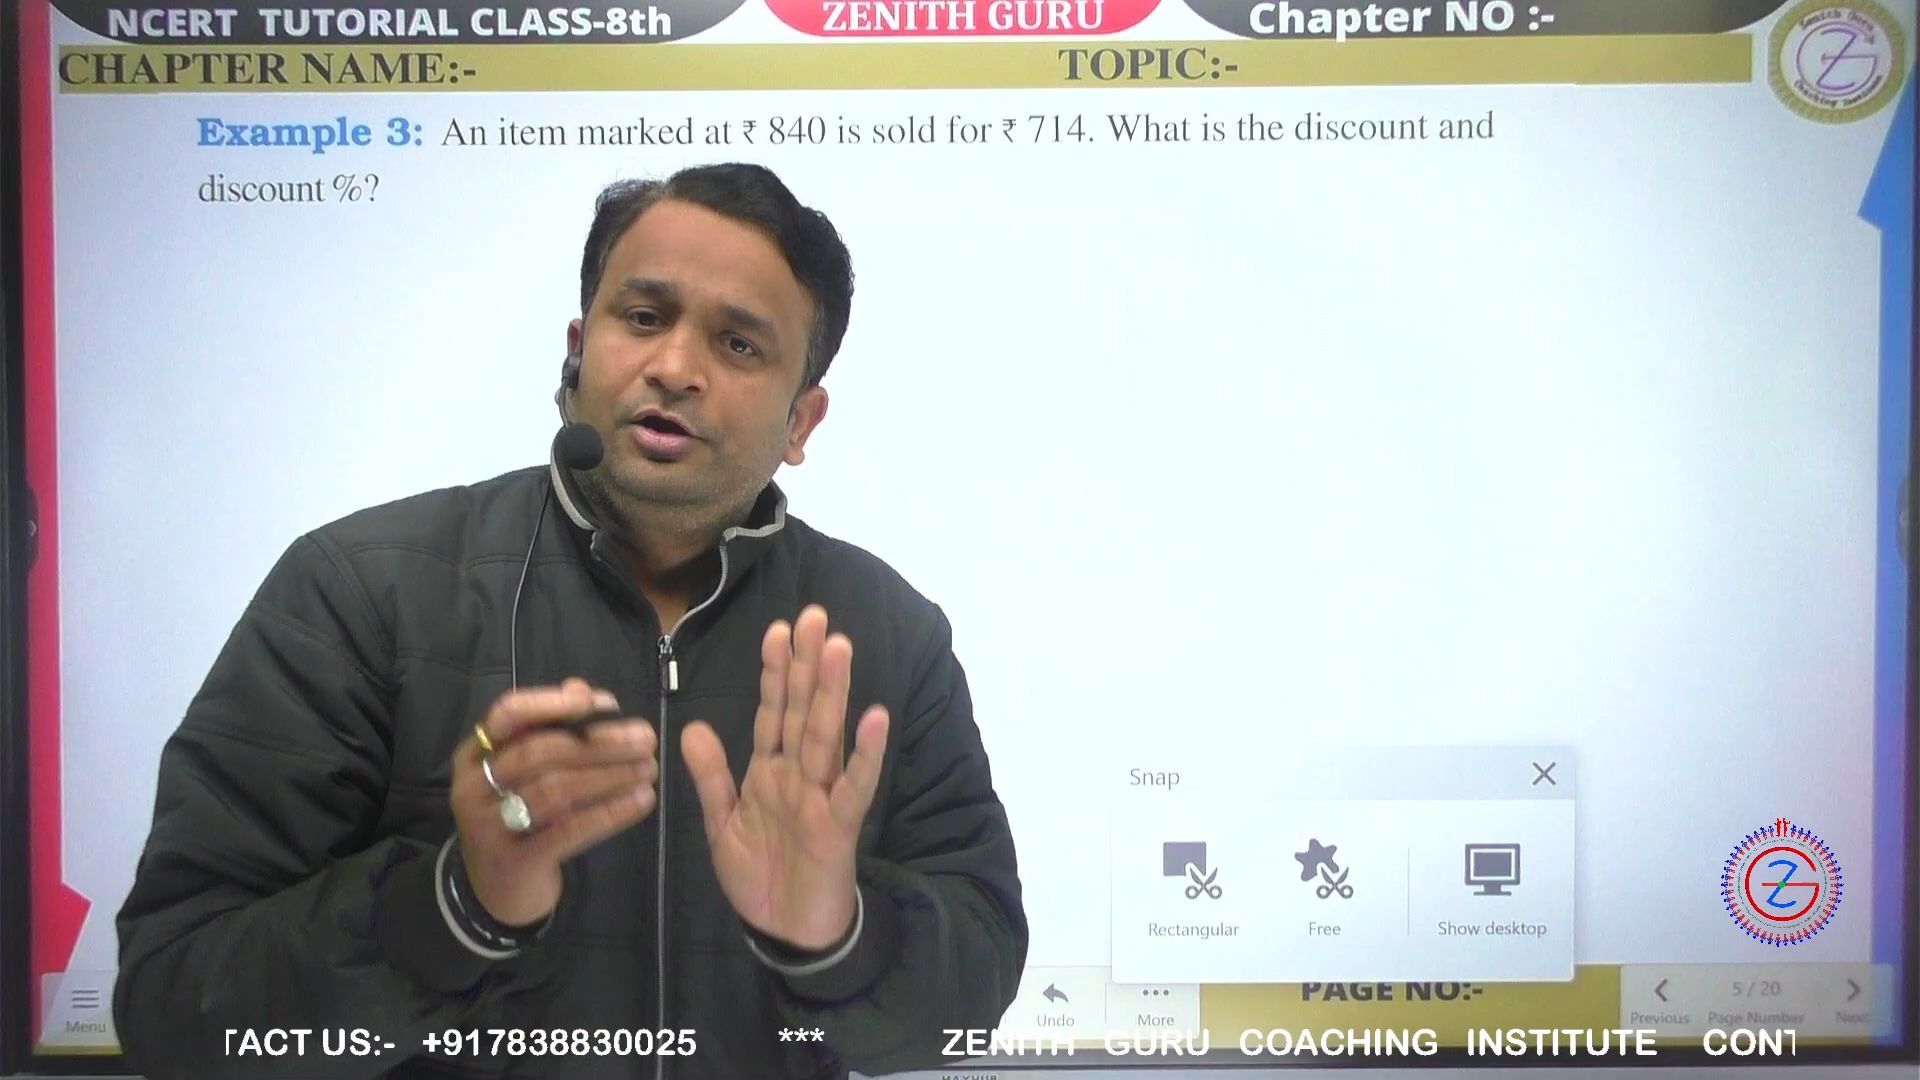 NCERT TUTORIAL CLASS-8th
ZENITH GURU
Chapter NO :-
CHAPTER NAME:-
TOPIC:-
Example 3: An item marked at ₹ 840 is sold for ₹ 714. What is the discount and
discount %?
Snap
Rectangular
Free
Show desktop
PAGE NO:-
5 / 20
Menu
Undo
More
Previous
Page Number
Next
TACT US:- +917838830025 *** ZENITH GURU COACHING INSTITUTE CONT